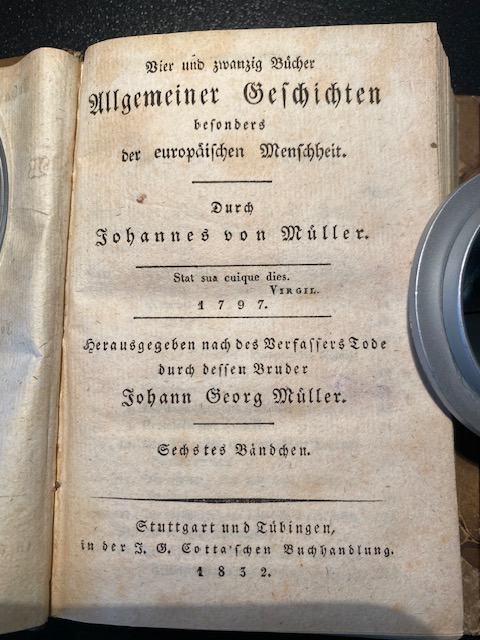 Vier und zwanzig Bücher
Allgemeiner Geschichten
besonders
der europäischen Menschheit.
Durch
Johannes von Müller.
Stat sua cuique dies.
VIRGIL.
1797.
Herausgegeben nach des Verfassers Tode
durch dessen Bruder
Johann Georg Müller.
Sechstes Bändchen.
Stuttgart und Tübingen,
in der J. G. Cotta'schen Buchhandlung.
1832.